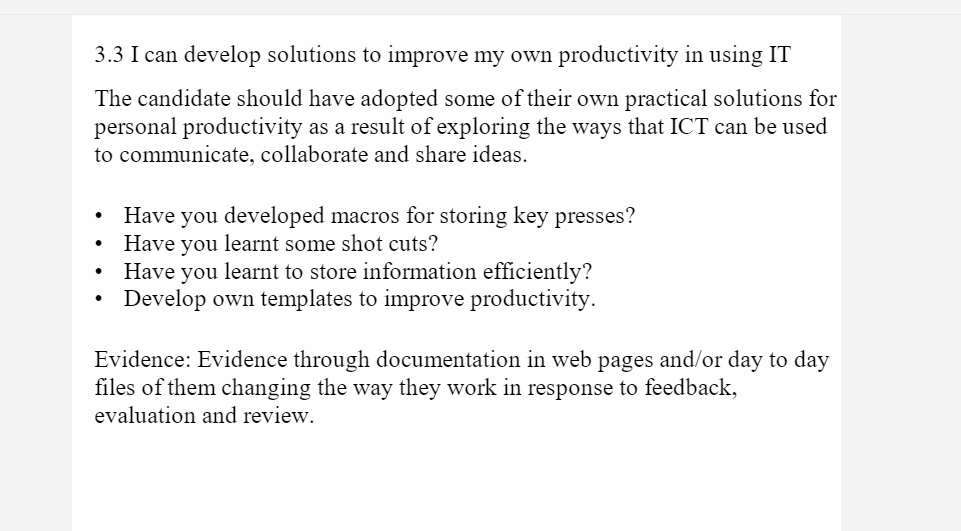 3.3 I can develop solutions to improve my own productivity in using IT
The candidate should have adopted some of their own practical solutions for
personal productivity as a result of exploring the ways that ICT can be used
to communicate, collaborate and share ideas.
• Have you developed macros for storing key presses?
• Have you learnt some shot cuts?
• Have you learnt to store information efficiently?
• Develop own templates to improve productivity.
Evidence: Evidence through documentation in web pages and/or day to day
files of them changing the way they work in response to feedback,
evaluation and review.